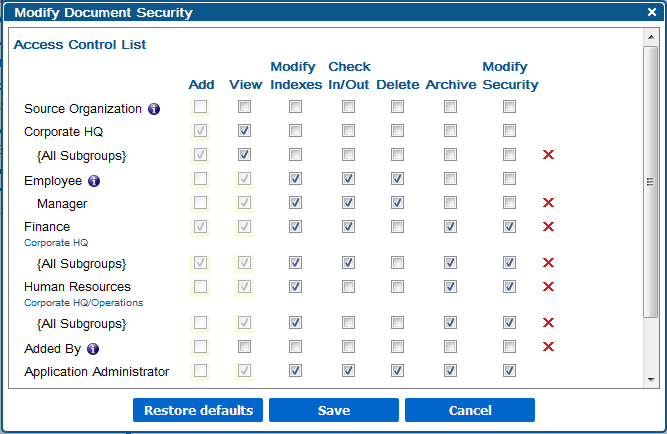 Modify Document Security
Access Control List
Modify Check Modify
Add View Indexes In/Out Delete Archive Security
Source Organization
Corporate HQ
{All Subgroups}
Employee
Manager
Finance
Corporate HQ
{All Subgroups}
Human Resources
Corporate HQ/Operations
{All Subgroups}
Added By
Application Administrator
Restore defaults Save Cancel